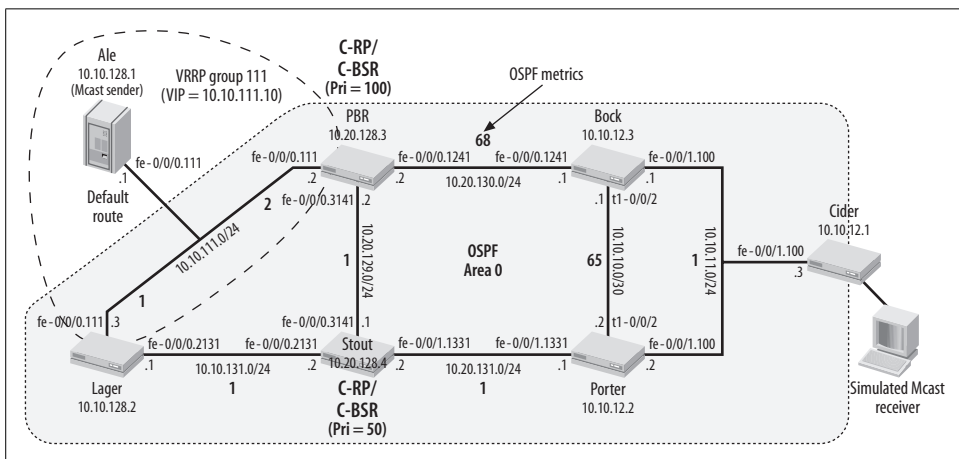 Ale
10.10.128.1
(Mcast sender)
VRRP group 111
(VIP = 10.10.111.10)
C-RP/
C-BSR
(Pri = 100)
PBR
10.20.128.3
OSPF metrics
68
Bock
10.10.12.3
fe-0/0/0.111
.1
Default
route
fe-0/0/0.111
.2
2
10.10.111.0/24
1
fe-0/0/0.1241
.2
10.20.130.0/24
fe-0/0/0.1241
.1
fe-0/0/1.100
.1
fe-0/0/0.3141
.2
1
10.20.129.0/24
OSPF
Area 0
.1
t1-0/0/2
65
10.10.10.0/30
1
10.10.11.0/24
Cider
10.10.12.1
fe-0/0/1.100
.3
fe-0/0/0.111
.3
fe-0/0/0.3141
.1
.2
t1-0/0/2
fe-0/0/0.2131
.1
10.10.131.0/24
1
fe-0/0/0.2131
.2
Stout
10.20.128.4
C-RP/
C-BSR
(Pri = 50)
fe-0/0/1.1331
.2
10.20.131.0/24
1
fe-0/0/1.1331
.1
fe-0/0/1.100
.2
Lager
10.10.128.2
Porter
10.10.12.2
Simulated Mcast
receiver